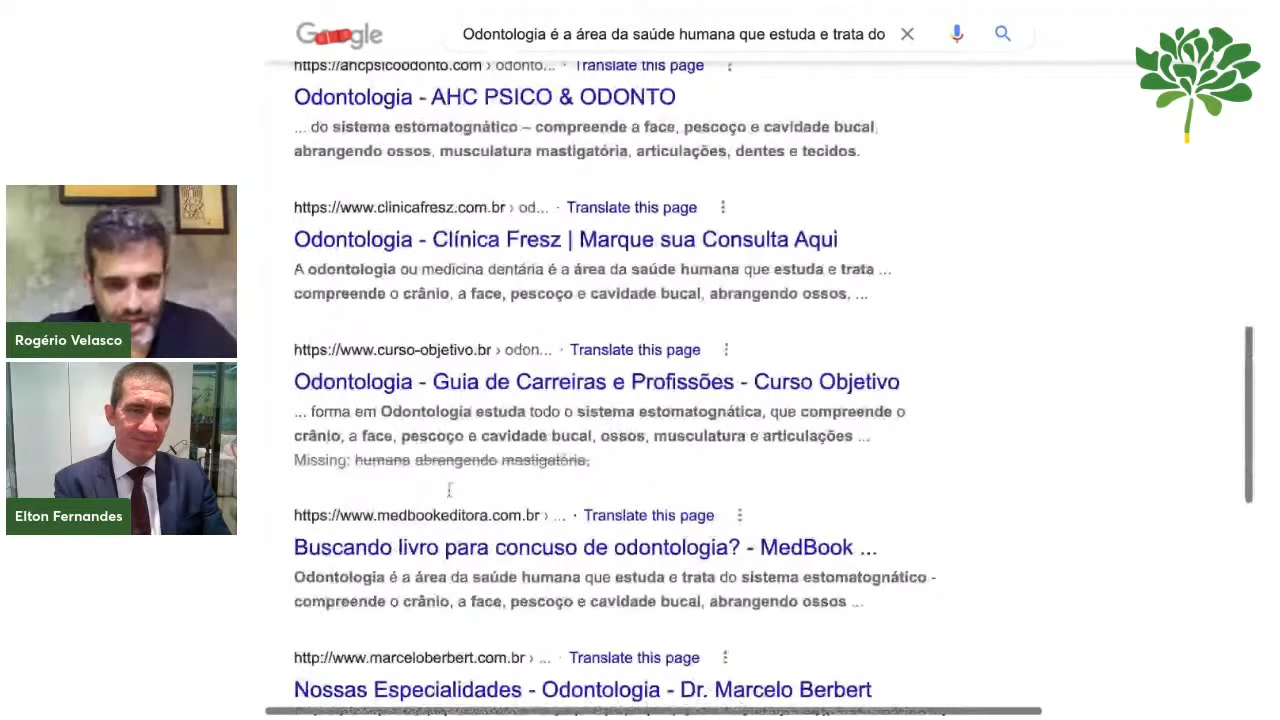 Google
Odontologia é a área da saúde humana que estuda e trata do
https://ahcpsicoodonto.com › odonto... · Translate this page
Odontologia - AHC PSICO & ODONTO
... do sistema estomatognático – compreende a face, pescoço e cavidade bucal,
abrangendo ossos, musculatura mastigatória, articulações, dentes e tecidos.
https://www.clinicafresz.com.br › od... · Translate this page
Odontologia - Clínica Fresz | Marque sua Consulta Aqui
A odontologia ou medicina dentária é a área da saúde humana que estuda e trata ...
compreende o crânio, a face, pescoço e cavidade bucal, abrangendo ossos, ...
https://www.curso-objetivo.br › odon... · Translate this page
Odontologia - Guia de Carreiras e Profissões - Curso Objetivo
... forma em Odontologia estuda todo o sistema estomatognática, que compreende o
crânio, a face, pescoço e cavidade bucal, ossos, musculatura e articulações ...
Missing: humana abrangendo mastigatória,
https://www.medbookeditora.com.br › ... · Translate this page
Buscando livro para concuso de odontologia? - MedBook ...
Odontologia é a área da saúde humana que estuda e trata do sistema estomatognático -
compreende o crânio, a face, pescoço e cavidade bucal, abrangendo ossos ...
http://www.marceloberbert.com.br › ... · Translate this page
Nossas Especialidades - Odontologia - Dr. Marcelo Berbert
Rogério Velasco
Elton Fernandes